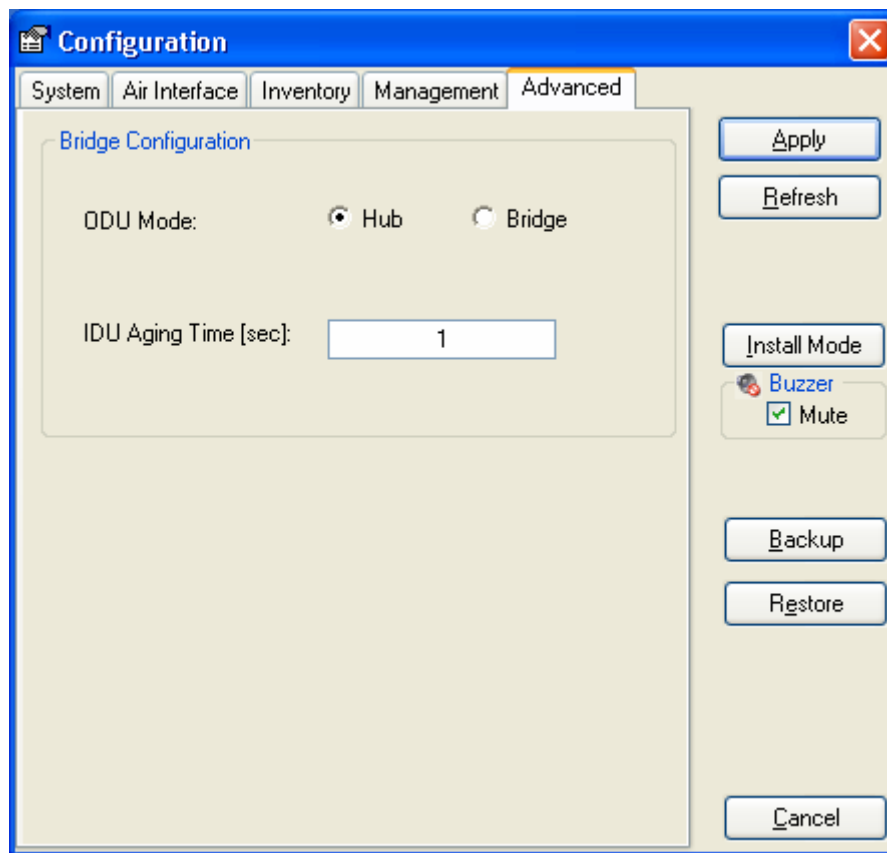 Configuration
System Air Interface Inventory Management Advanced
Bridge Configuration
ODU Mode: Hub Bridge
IDU Aging Time [sec]: 1
Apply
Refresh
Install Mode
Buzzer
Mute
Backup
Restore
Cancel